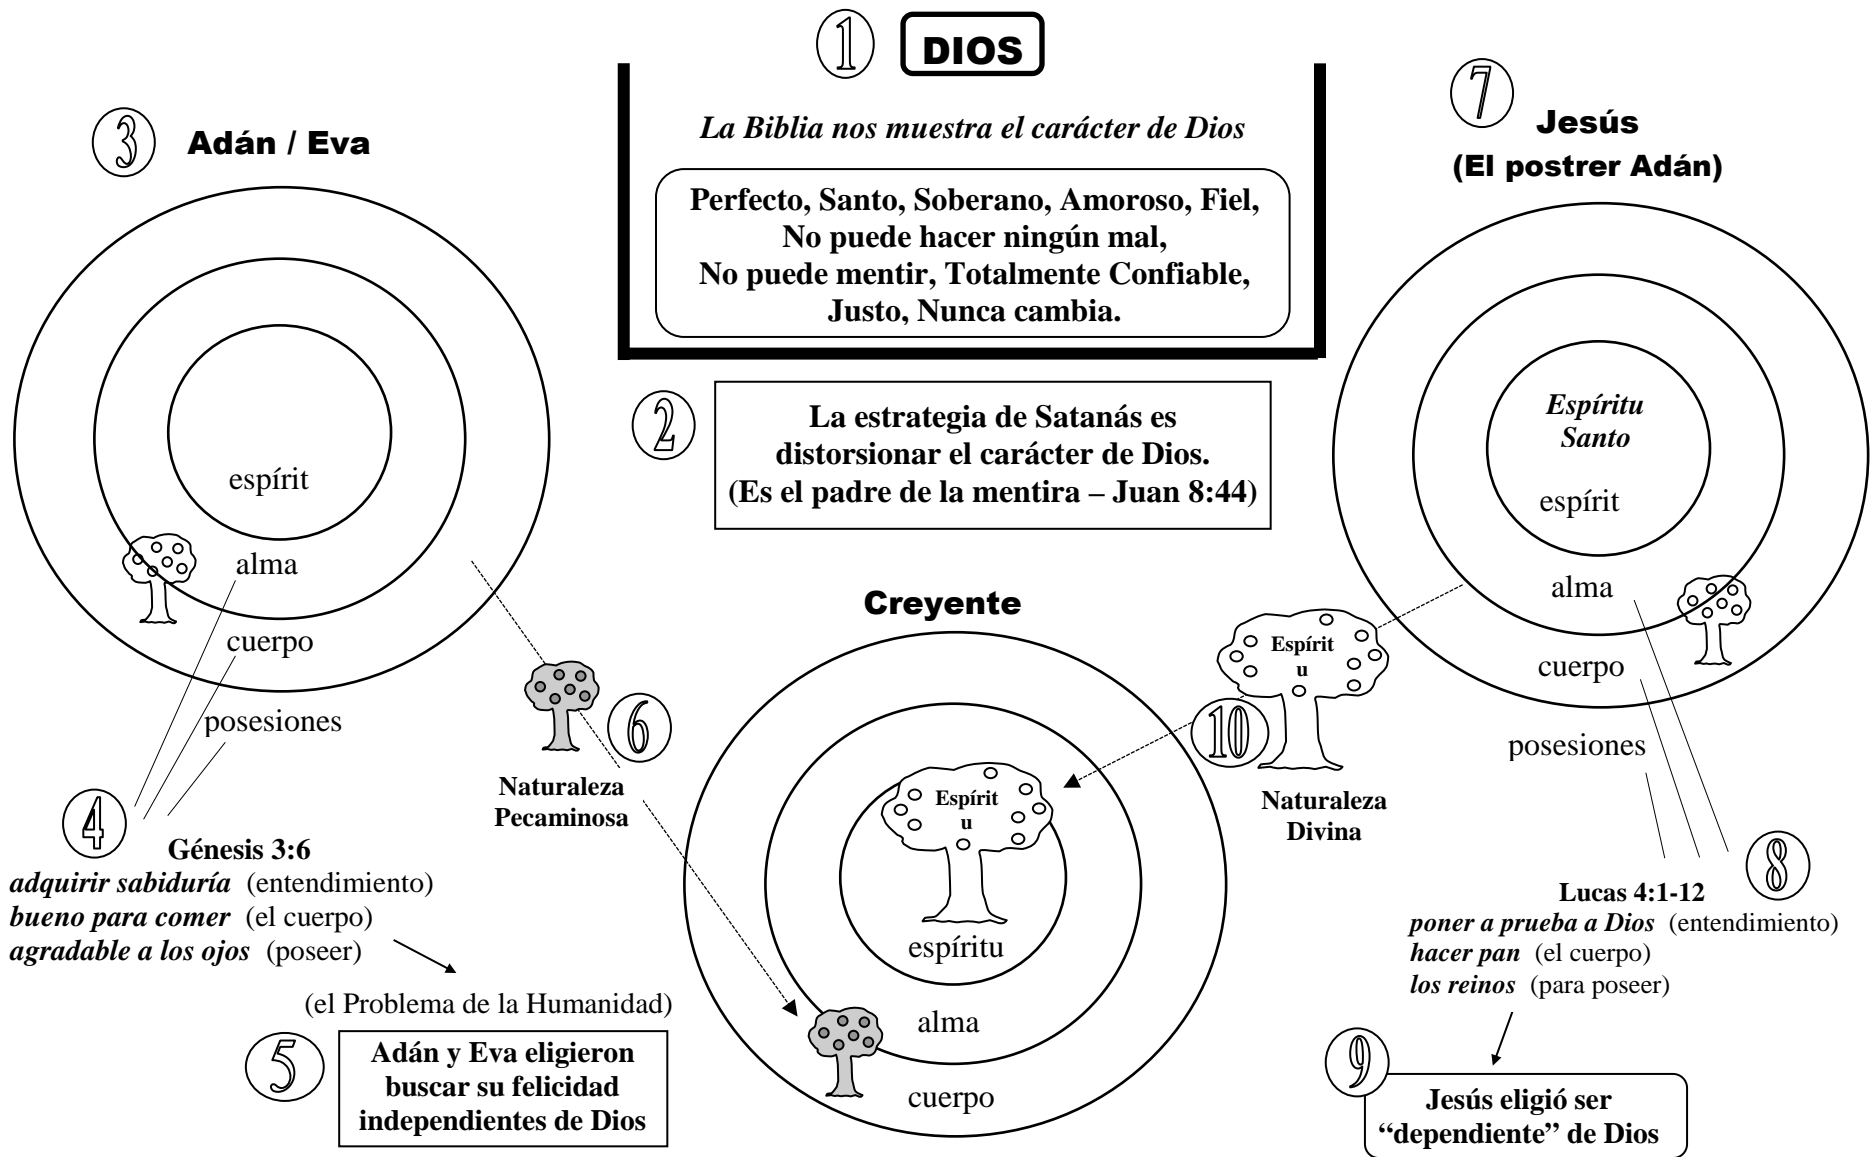 1 DIOS
La Biblia nos muestra el carácter de Dios
Perfecto, Santo, Soberano, Amoroso, Fiel,
No puede hacer ningún mal,
No puede mentir, Totalmente Confiable,
Justo, Nunca cambia.
2
La estrategia de Satanás es
distorsionar el carácter de Dios.
(Es el padre de la mentira – Juan 8:44)
3 Adán / Eva
espírit
alma
cuerpo
posesiones
4
Génesis 3:6
adquirir sabiduría (entendimiento)
bueno para comer (el cuerpo)
agradable a los ojos (poseer)
(el Problema de la Humanidad)
5
Adán y Eva eligieron
buscar su felicidad
independientes de Dios
6
Naturaleza
Pecaminosa
Creyente
Espírit
u
espíritu
alma
cuerpo
7
Jesús
(El postrer Adán)
Espíritu
Santo
espírit
alma
cuerpo
posesiones
8
Lucas 4:1-12
poner a prueba a Dios (entendimiento)
hacer pan (el cuerpo)
los reinos (para poseer)
9
Jesús eligió ser
“dependiente” de Dios
10
Espírit
u
Naturaleza
Divina